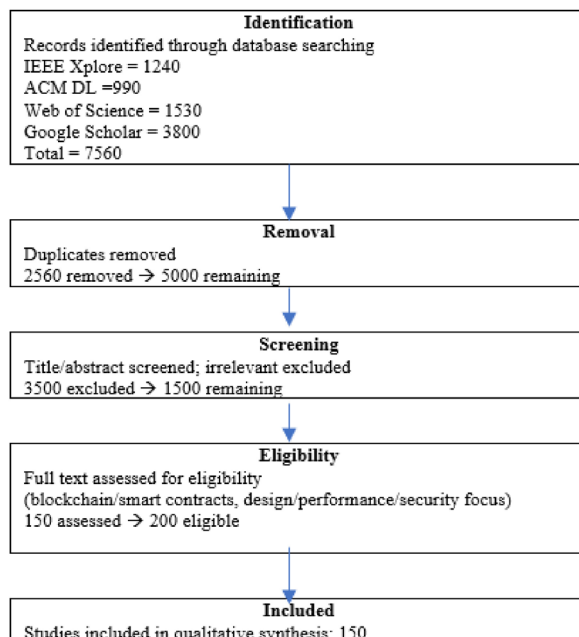 Identification
Records identified through database searching
IEEE Xplore = 1240
ACM DL =990
Web of Science = 1530
Google Scholar = 3800
Total = 7560
Removal
Duplicates removed
2560 removed → 5000 remaining
Screening
Title/abstract screened; irrelevant excluded
3500 excluded → 1500 remaining
Eligibility
Full text assessed for eligibility
(blockchain/smart contracts, design/performance/security focus)
150 assessed → 200 eligible
Included
Studies included in qualitative synthesis: 150